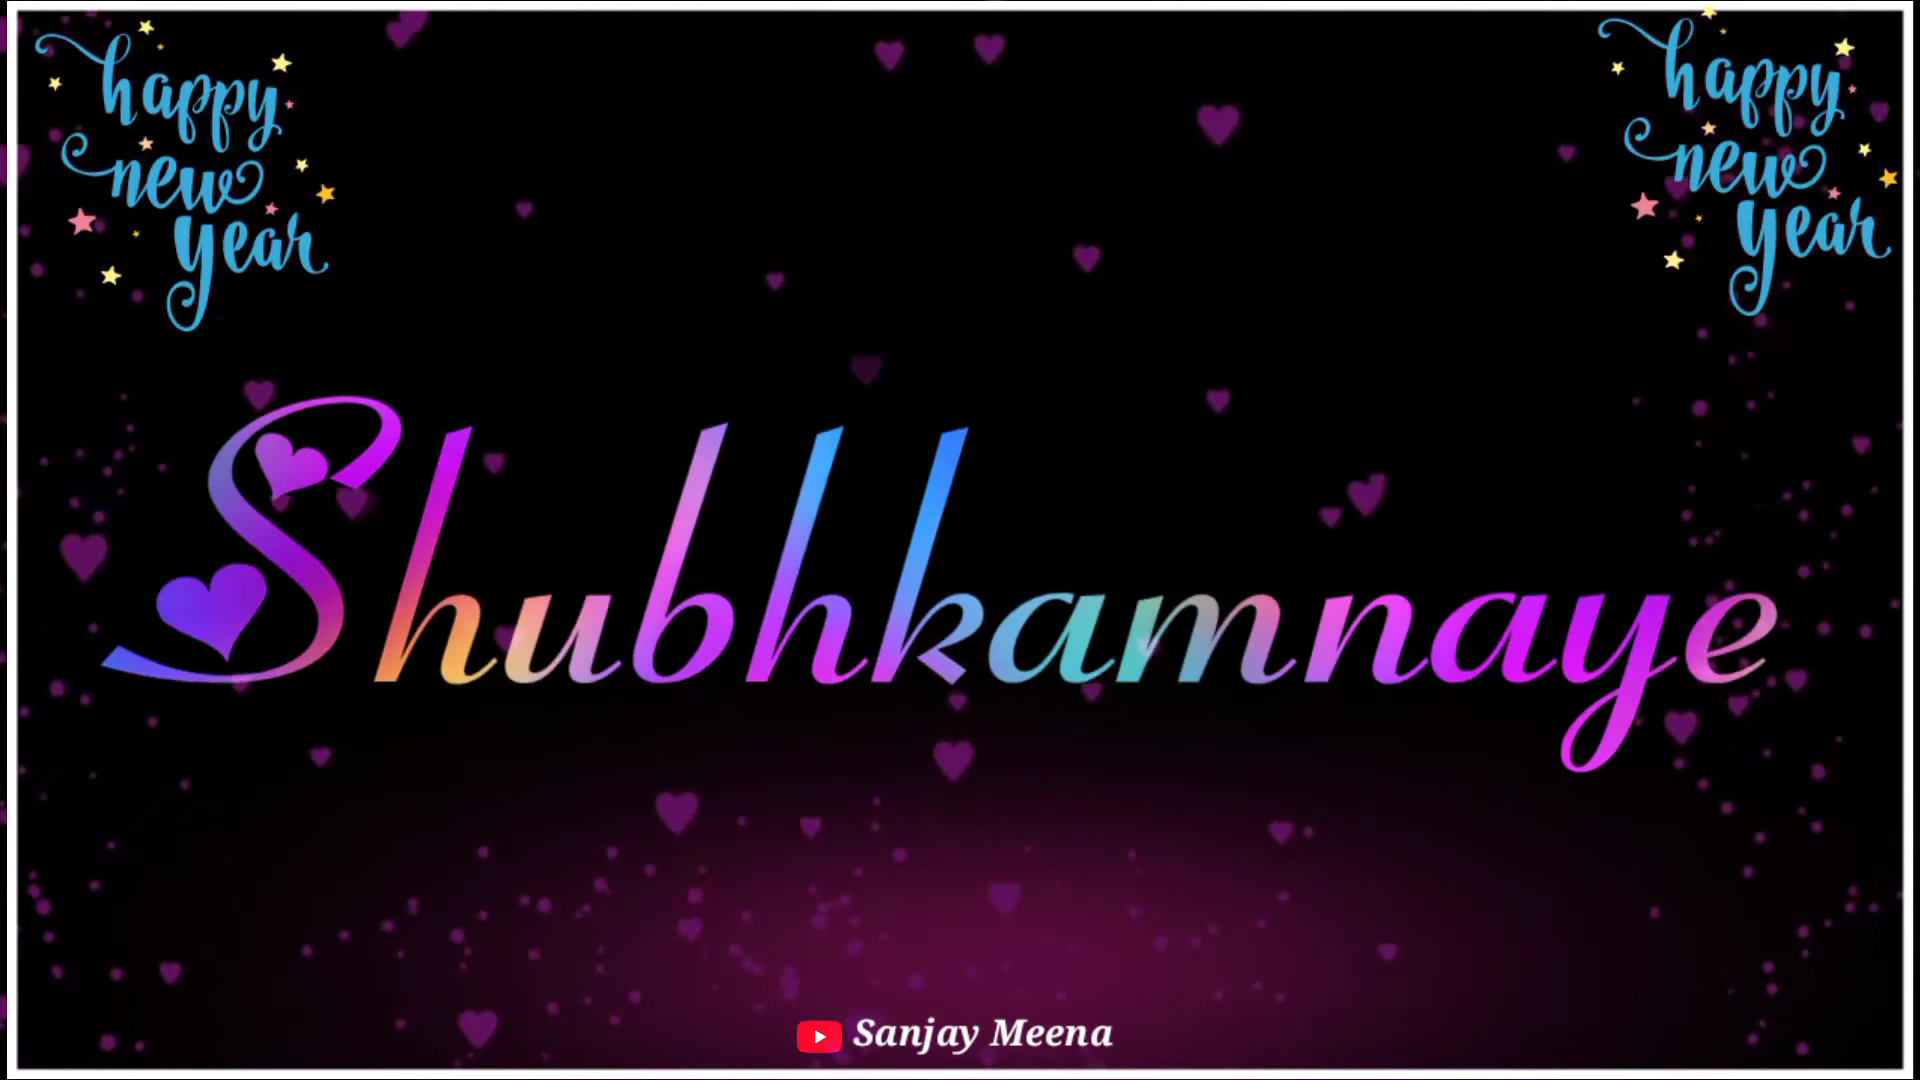 happy
new
year
happy
new
year
Shubhkamnaye
Sanjay Meena